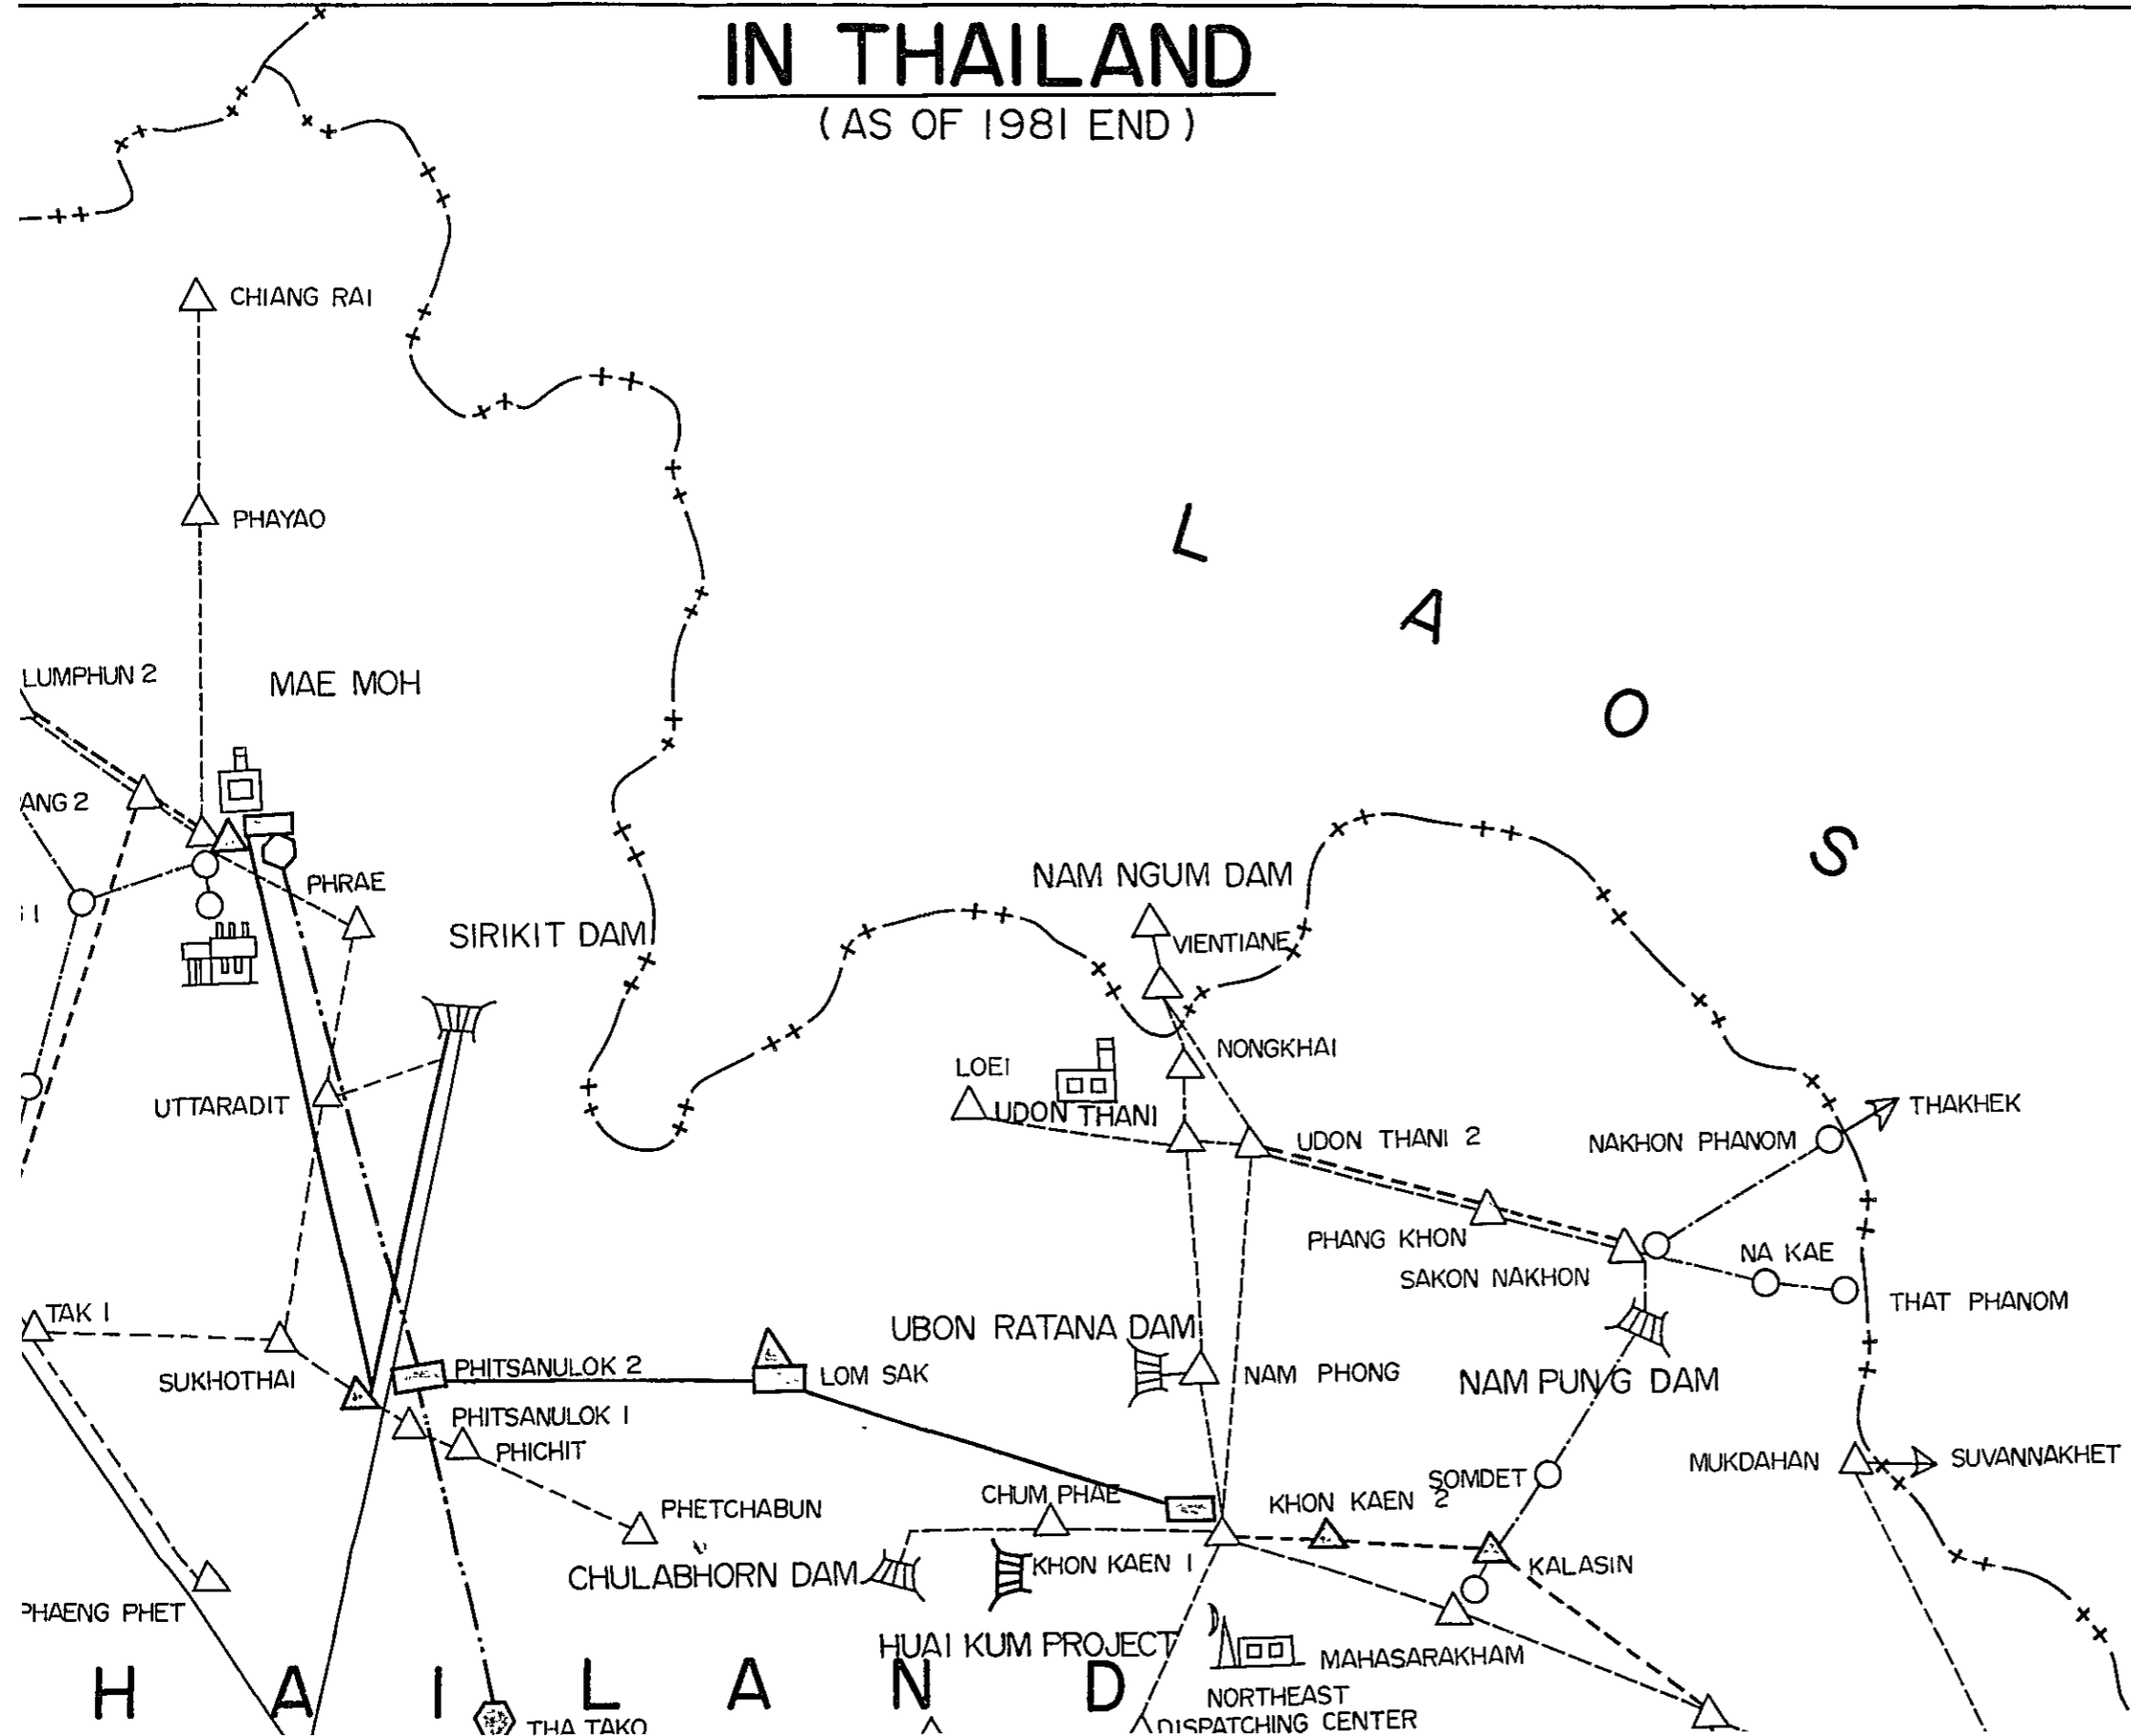 IN THAILAND
(AS OF 1981 END)
CHIANG RAI
PHAYAO
L
A
O
S
LUMPHUN 2
MAE MOH
ANG 2
PHRAE
SIRIKIT DAM
NAM NGUM DAM
VIENTIANE
NONGKHAI
LOEI
UDON THANI
UTTARADIT
UDON THANI 2
NAKHON PHANOM
THAKHEK
PHANG KHON
SAKON NAKHON
NA KAE
THAT PHANOM
TAK 1
SUKHOTHAI
PHITSANULOK 2
LOM SAK
UBON RATANA DAM
NAM PHONG
NAM PUNG DAM
PHITSANULOK 1
PHICHIT
MUKDAHAN
SUVANNAKHET
SOMDET
PHETCHABUN
CHUM PHAE
KHON KAEN 2
CHULABHORN DAM
KHON KAEN 1
KALASIN
PHAENG PHET
HUAI KUM PROJECT
MAHASARAKHAM
H A I L A N D
NORTHEAST
DISPATCHING CENTER
THA TAKO